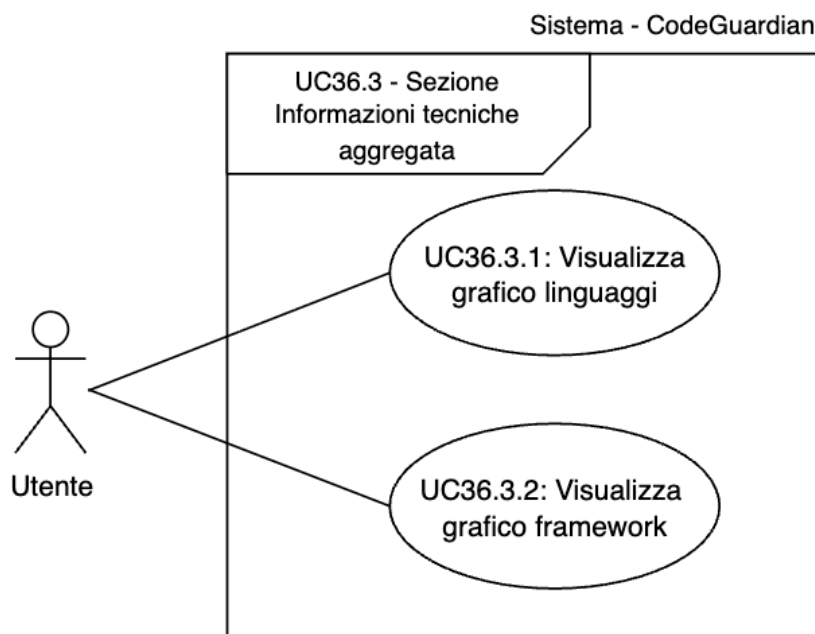 Sistema - CodeGuardian
UC36.3 - Sezione
Informazioni tecniche
aggregata
UC36.3.1: Visualizza
grafico linguaggi
Utente
UC36.3.2: Visualizza
grafico framework